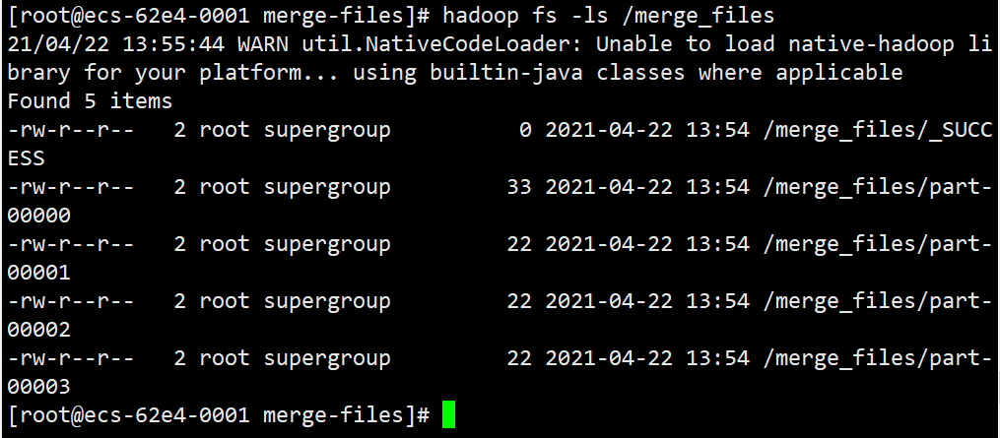 [root@ecs-62e4-0001 merge-files]# hadoop fs -ls /merge_files
21/04/22 13:55:44 WARN util.NativeCodeLoader: Unable to load native-hadoop li
brary for your platform... using builtin-java classes where applicable
Found 5 items
-rw-r--r--   2 root supergroup          0 2021-04-22 13:54 /merge_files/_SUCC
ESS
-rw-r--r--   2 root supergroup         33 2021-04-22 13:54 /merge_files/part-
00000
-rw-r--r--   2 root supergroup         22 2021-04-22 13:54 /merge_files/part-
00001
-rw-r--r--   2 root supergroup         22 2021-04-22 13:54 /merge_files/part-
00002
-rw-r--r--   2 root supergroup         22 2021-04-22 13:54 /merge_files/part-
00003
[root@ecs-62e4-0001 merge-files]#